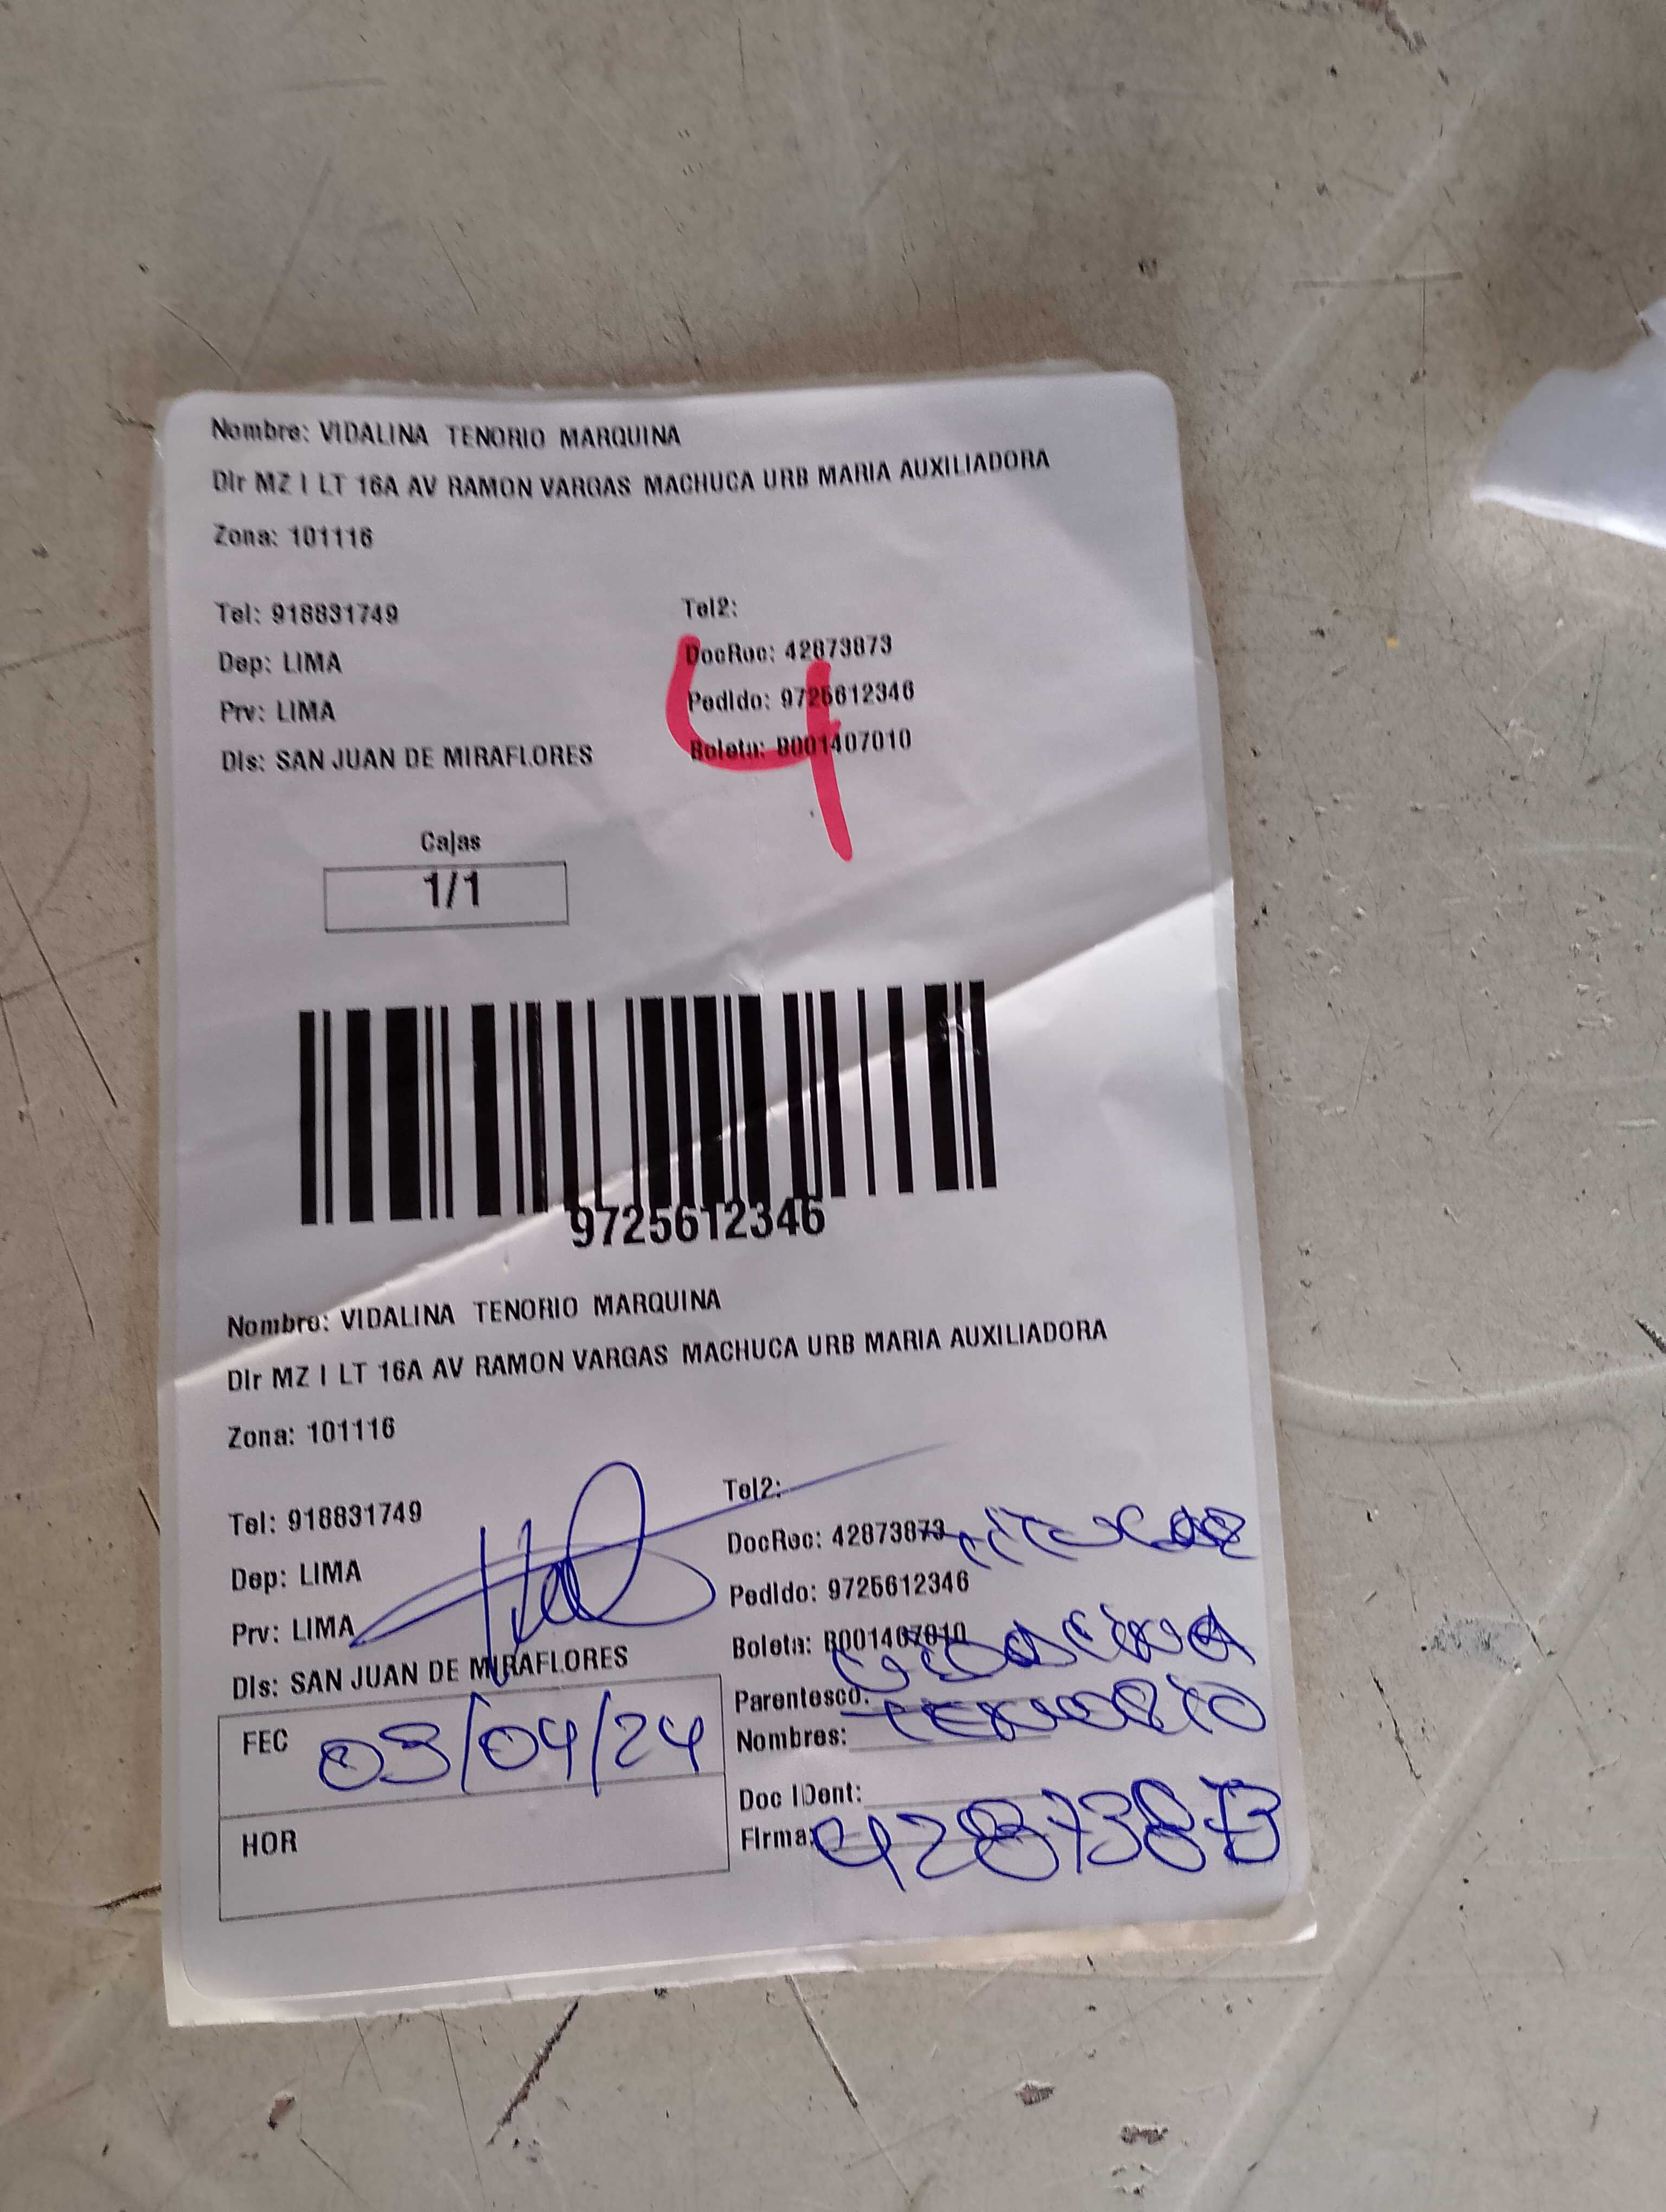 Nombre: VIDALINA TENORIO MARQUINA
Dir MZ I LT 16A AV RAMON VARGAS MACHUCA URB MARIA AUXILIADORA
Zona: 101116
Tel: 918831749 Tel2:
Dep: LIMA DocRec: 42873873
Prv: LIMA Pedido: 9725612346
Dis: SAN JUAN DE MIRAFLORES Boleta: B001407010
4
Cajas
1/1
9725612346
Nombre: VIDALINA TENORIO MARQUINA
Dir MZ I LT 16A AV RAMON VARGAS MACHUCA URB MARIA AUXILIADORA
Zona: 101116
Tel: 918831749 Tel2:
Dep: LIMA DocRec: 42873873 TITULAR
Prv: LIMA Pedido: 9725612346
Dis: SAN JUAN DE MIRAFLORES Boleta: B001407010
VIDALINA
FEC 03/04/24 Parentesco:
Nombres: TENORIO
Doc IDent:
HOR Firma: 42873873